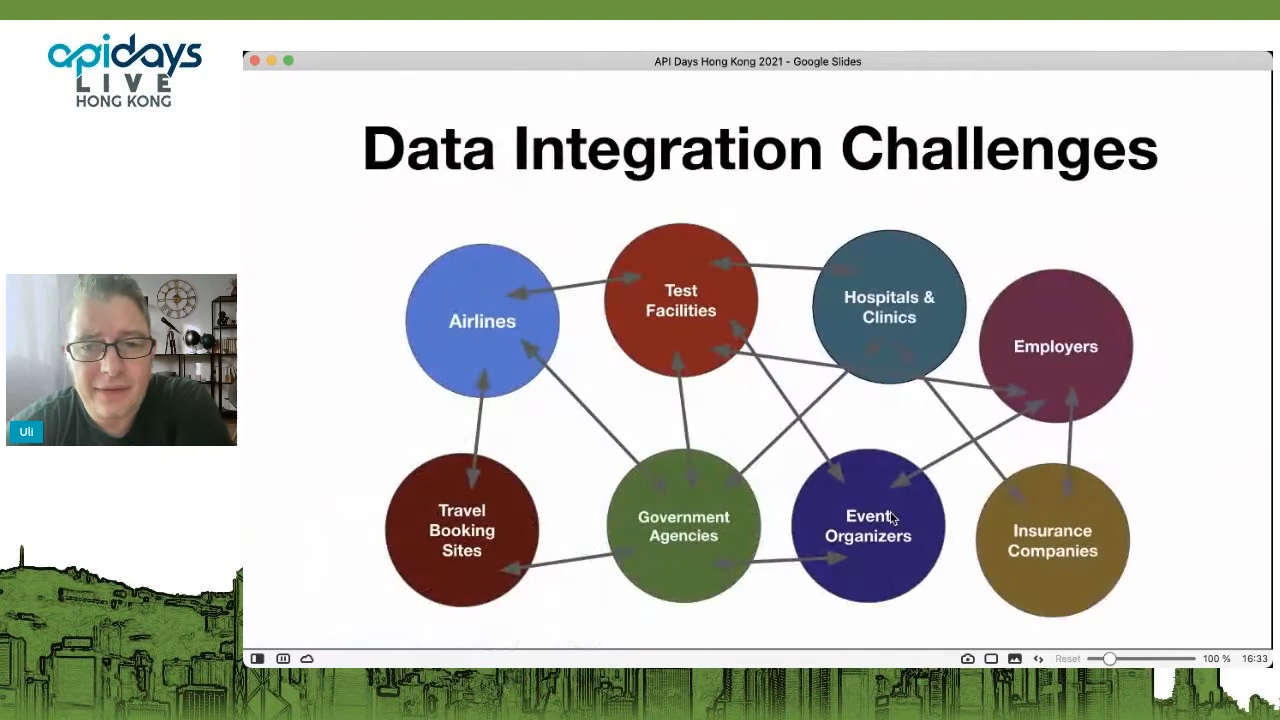 apidays
LIVE
HONG KONG
API Days Hong Kong 2021 - Google Slides
Data Integration Challenges
Airlines
Test
Facilities
Hospitals &
Clinics
Employers
Travel
Booking
Sites
Government
Agencies
Event
Organizers
Insurance
Companies
Uli
Reset
100 %
16:33